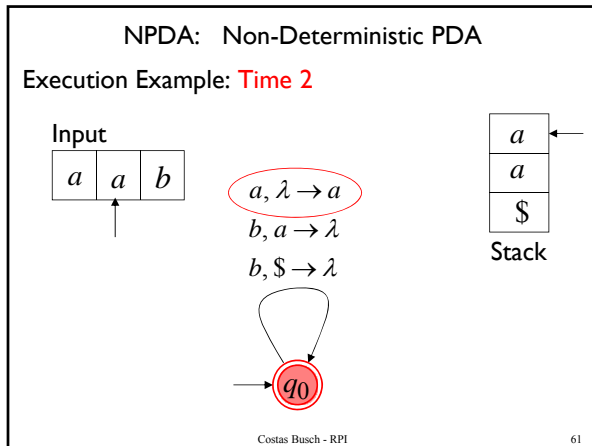 NPDA: Non-Deterministic PDA
Execution Example: Time 2
Input
a a b
a, λ → a
b, a → λ
b, $ → λ
a
a
$
Stack
q0
Costas Busch - RPI
61